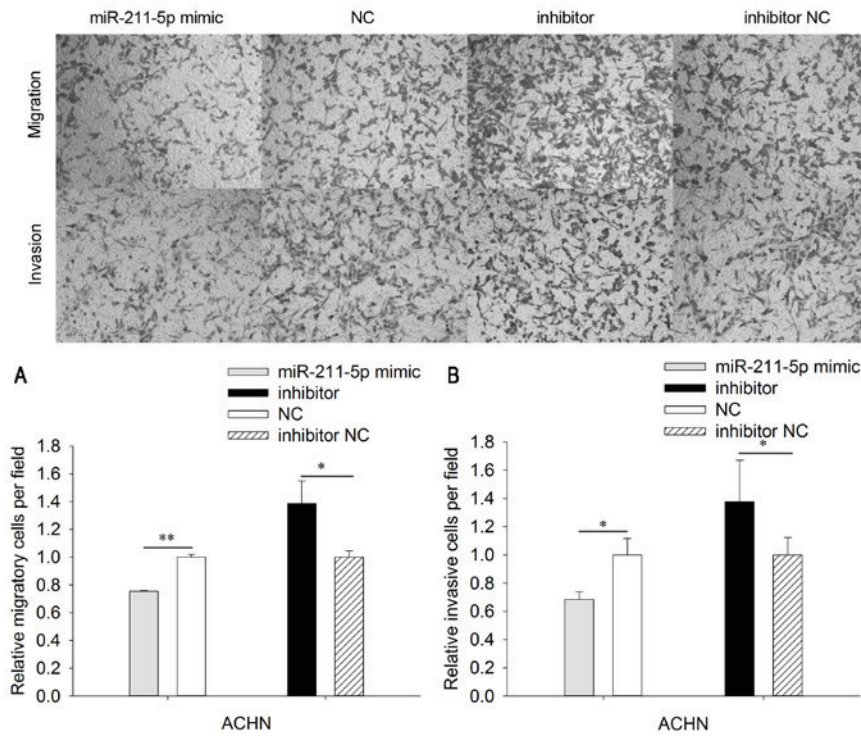 miR-211-5p mimic NC inhibitor inhibitor NC
Migration
Invasion
A
miR-211-5p mimic
inhibitor
NC
inhibitor NC
Relative migratory cells per field
1.8
1.6
1.4
1.2
1.0
0.8
0.6
0.4
0.2
0.0
**
*
ACHN
B
miR-211-5p mimic
inhibitor
NC
inhibitor NC
Relative invasive cells per field
1.8
1.6
1.4
1.2
1.0
0.8
0.6
0.4
0.2
0.0
*
*
ACHN